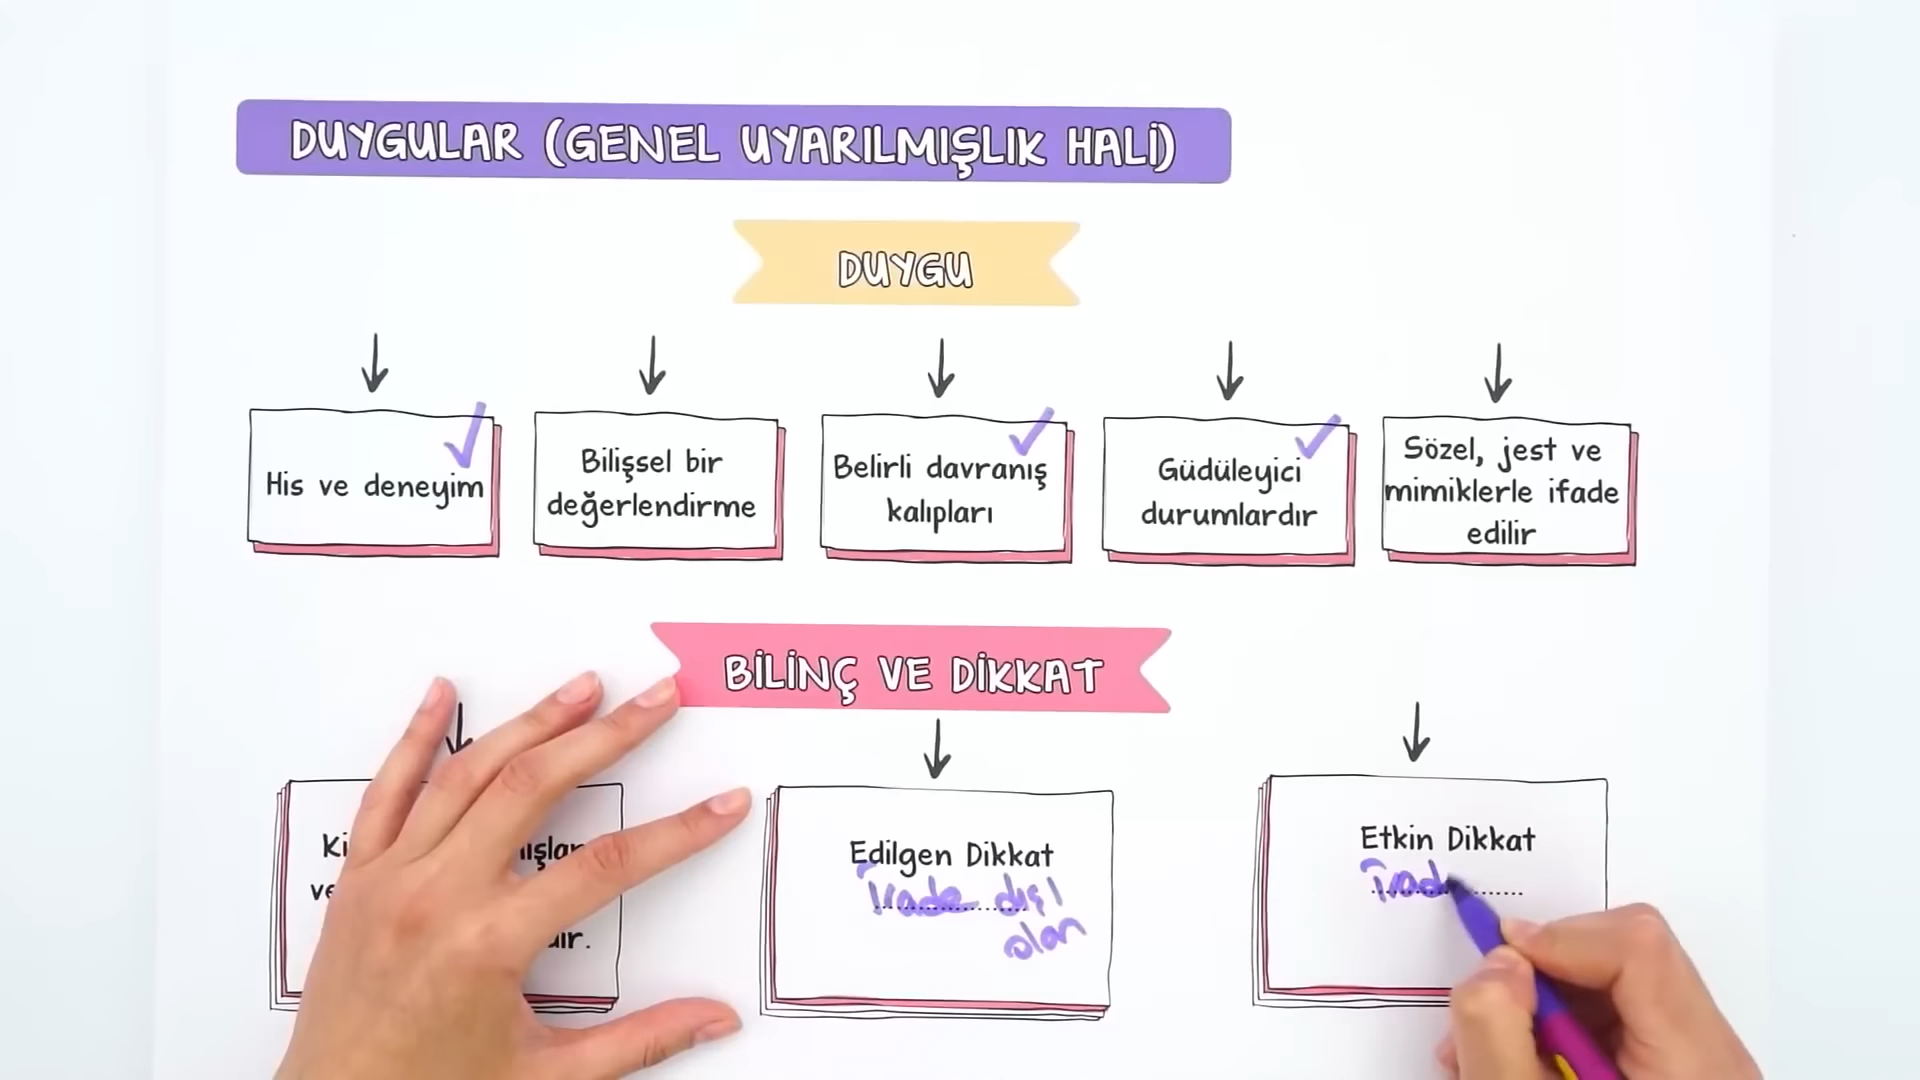 DUYGULAR (GENEL UYARILMIŞLIK HALİ)
DUYGU
His ve deneyim
Bilişsel bir
değerlendirme
Belirli davranış
kalıpları
Güdüleyici
durumlardır
Sözel, jest ve
mimiklerle ifade
edilir
BİLİNÇ VE DİKKAT
Edilgen Dikkat
İrade dışı
olan
Etkin Dikkat
İrad